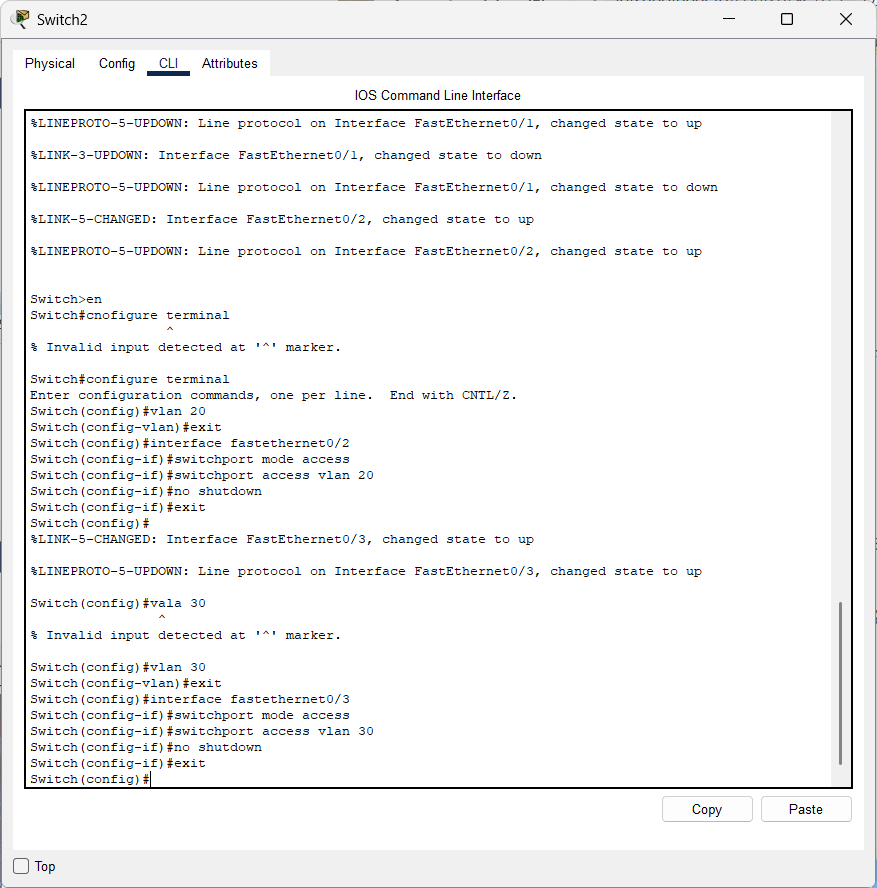 Switch2
Physical Config CLI Attributes
IOS Command Line Interface
%LINEPROTO-5-UPDOWN: Line protocol on Interface FastEthernet0/1, changed state to up
%LINK-3-UPDOWN: Interface FastEthernet0/1, changed state to down
%LINEPROTO-5-UPDOWN: Line protocol on Interface FastEthernet0/1, changed state to down
%LINK-5-CHANGED: Interface FastEthernet0/2, changed state to up
%LINEPROTO-5-UPDOWN: Line protocol on Interface FastEthernet0/2, changed state to up
Switch>en
Switch#cnofigure terminal
^
% Invalid input detected at '^' marker.
Switch#configure terminal
Enter configuration commands, one per line.  End with CNTL/Z.
Switch(config)#vlan 20
Switch(config-vlan)#exit
Switch(config)#interface fastethernet0/2
Switch(config-if)#switchport mode access
Switch(config-if)#switchport access vlan 20
Switch(config-if)#no shutdown
Switch(config-if)#exit
Switch(config)#
%LINK-5-CHANGED: Interface FastEthernet0/3, changed state to up
%LINEPROTO-5-UPDOWN: Line protocol on Interface FastEthernet0/3, changed state to up
Switch(config)#vala 30
^
% Invalid input detected at '^' marker.
Switch(config)#vlan 30
Switch(config-vlan)#exit
Switch(config)#interface fastethernet0/3
Switch(config-if)#switchport mode access
Switch(config-if)#switchport access vlan 30
Switch(config-if)#no shutdown
Switch(config-if)#exit
Switch(config)#
Copy Paste
Top